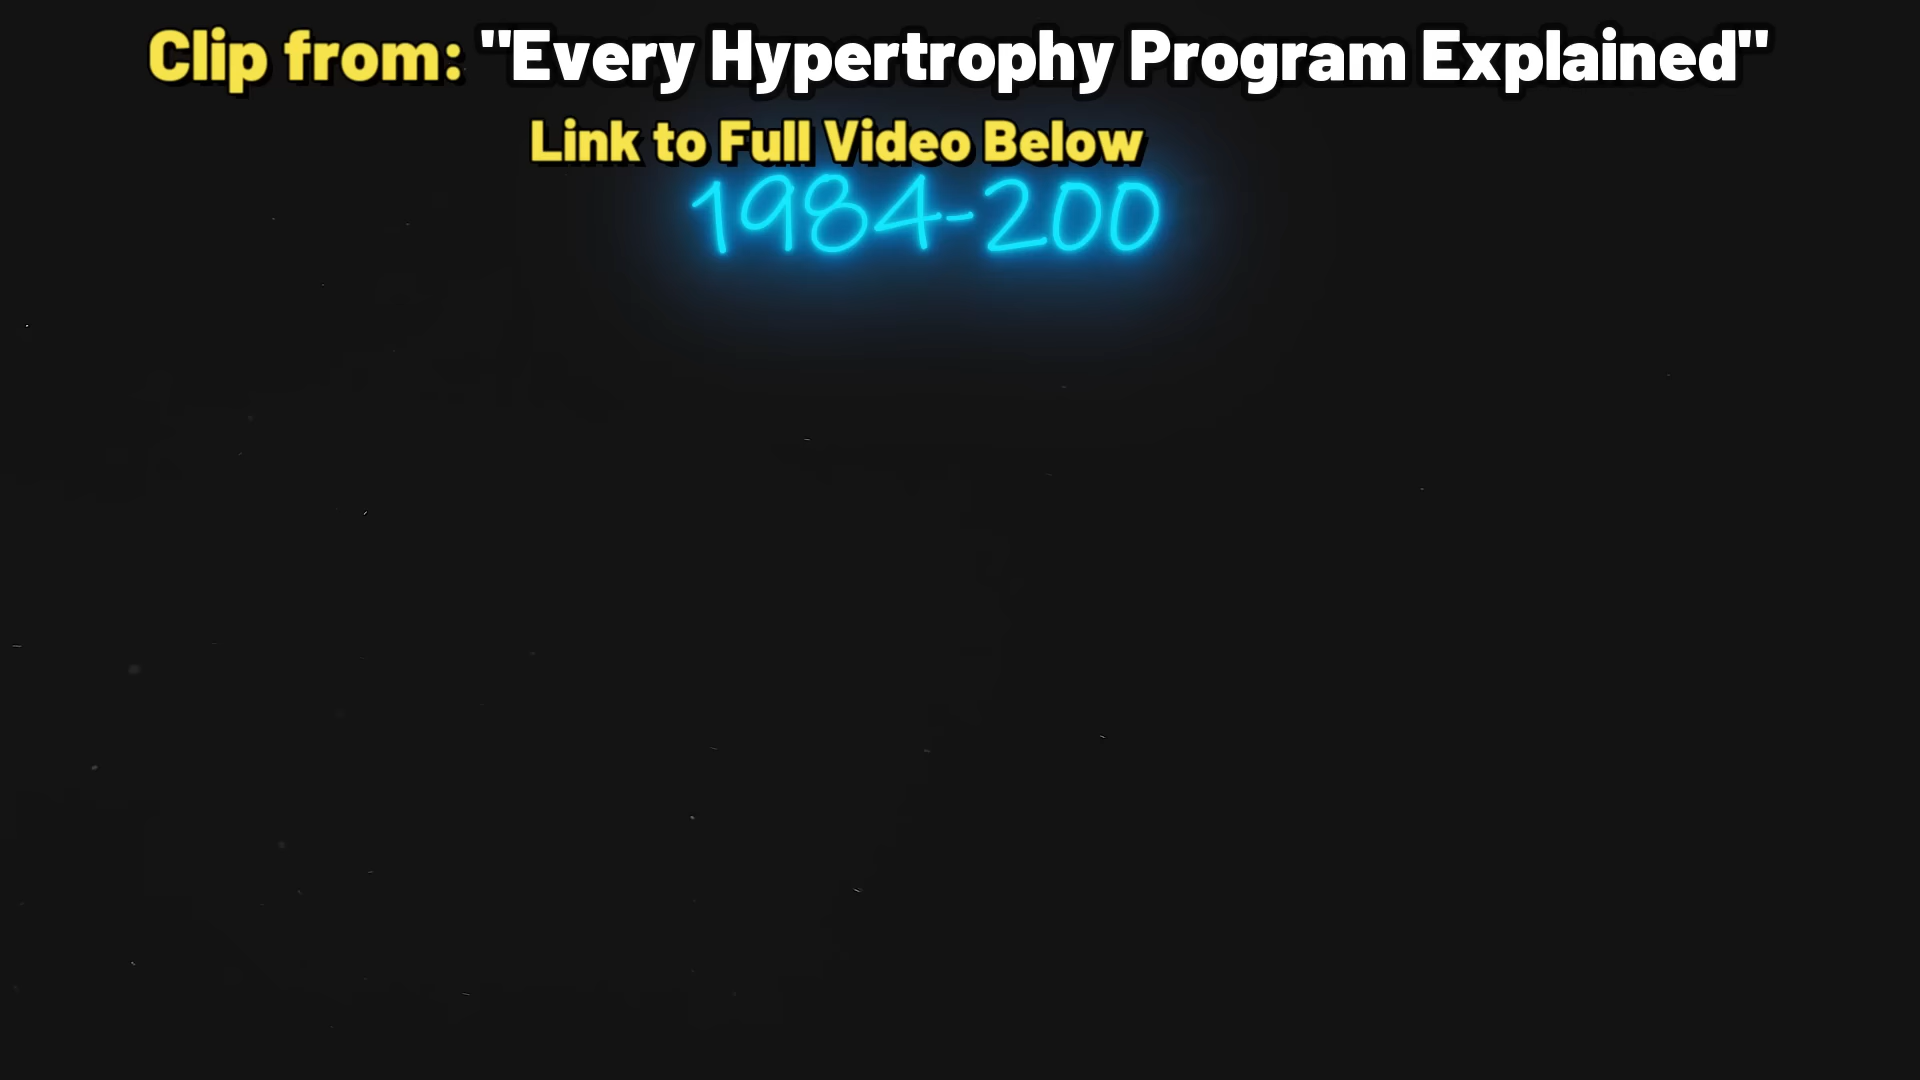 Clip from: "Every Hypertrophy Program Explained"
Link to Full Video Below
1984-200